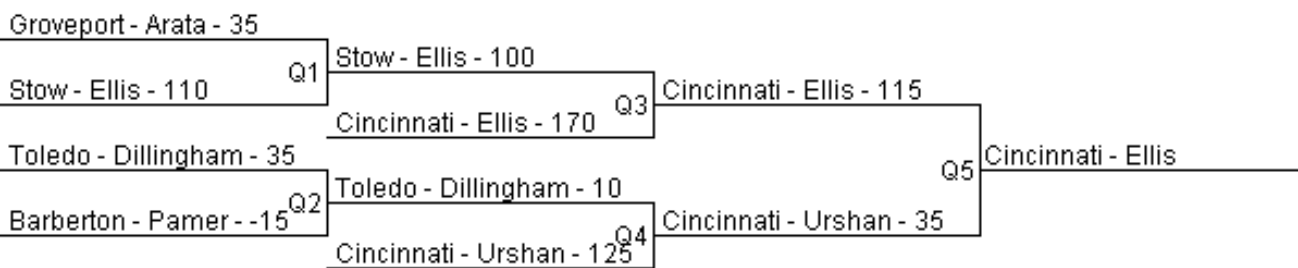 Groveport - Arata - 35
Stow - Ellis - 100
Q1
Stow - Ellis - 110
Cincinnati - Ellis - 115
Q3
Cincinnati - Ellis - 170
Toledo - Dillingham - 35
Cincinnati - Ellis
Q5
Toledo - Dillingham - 10
Q2
Barberton - Pamer - -15
Cincinnati - Urshan - 35
Q4
Cincinnati - Urshan - 125